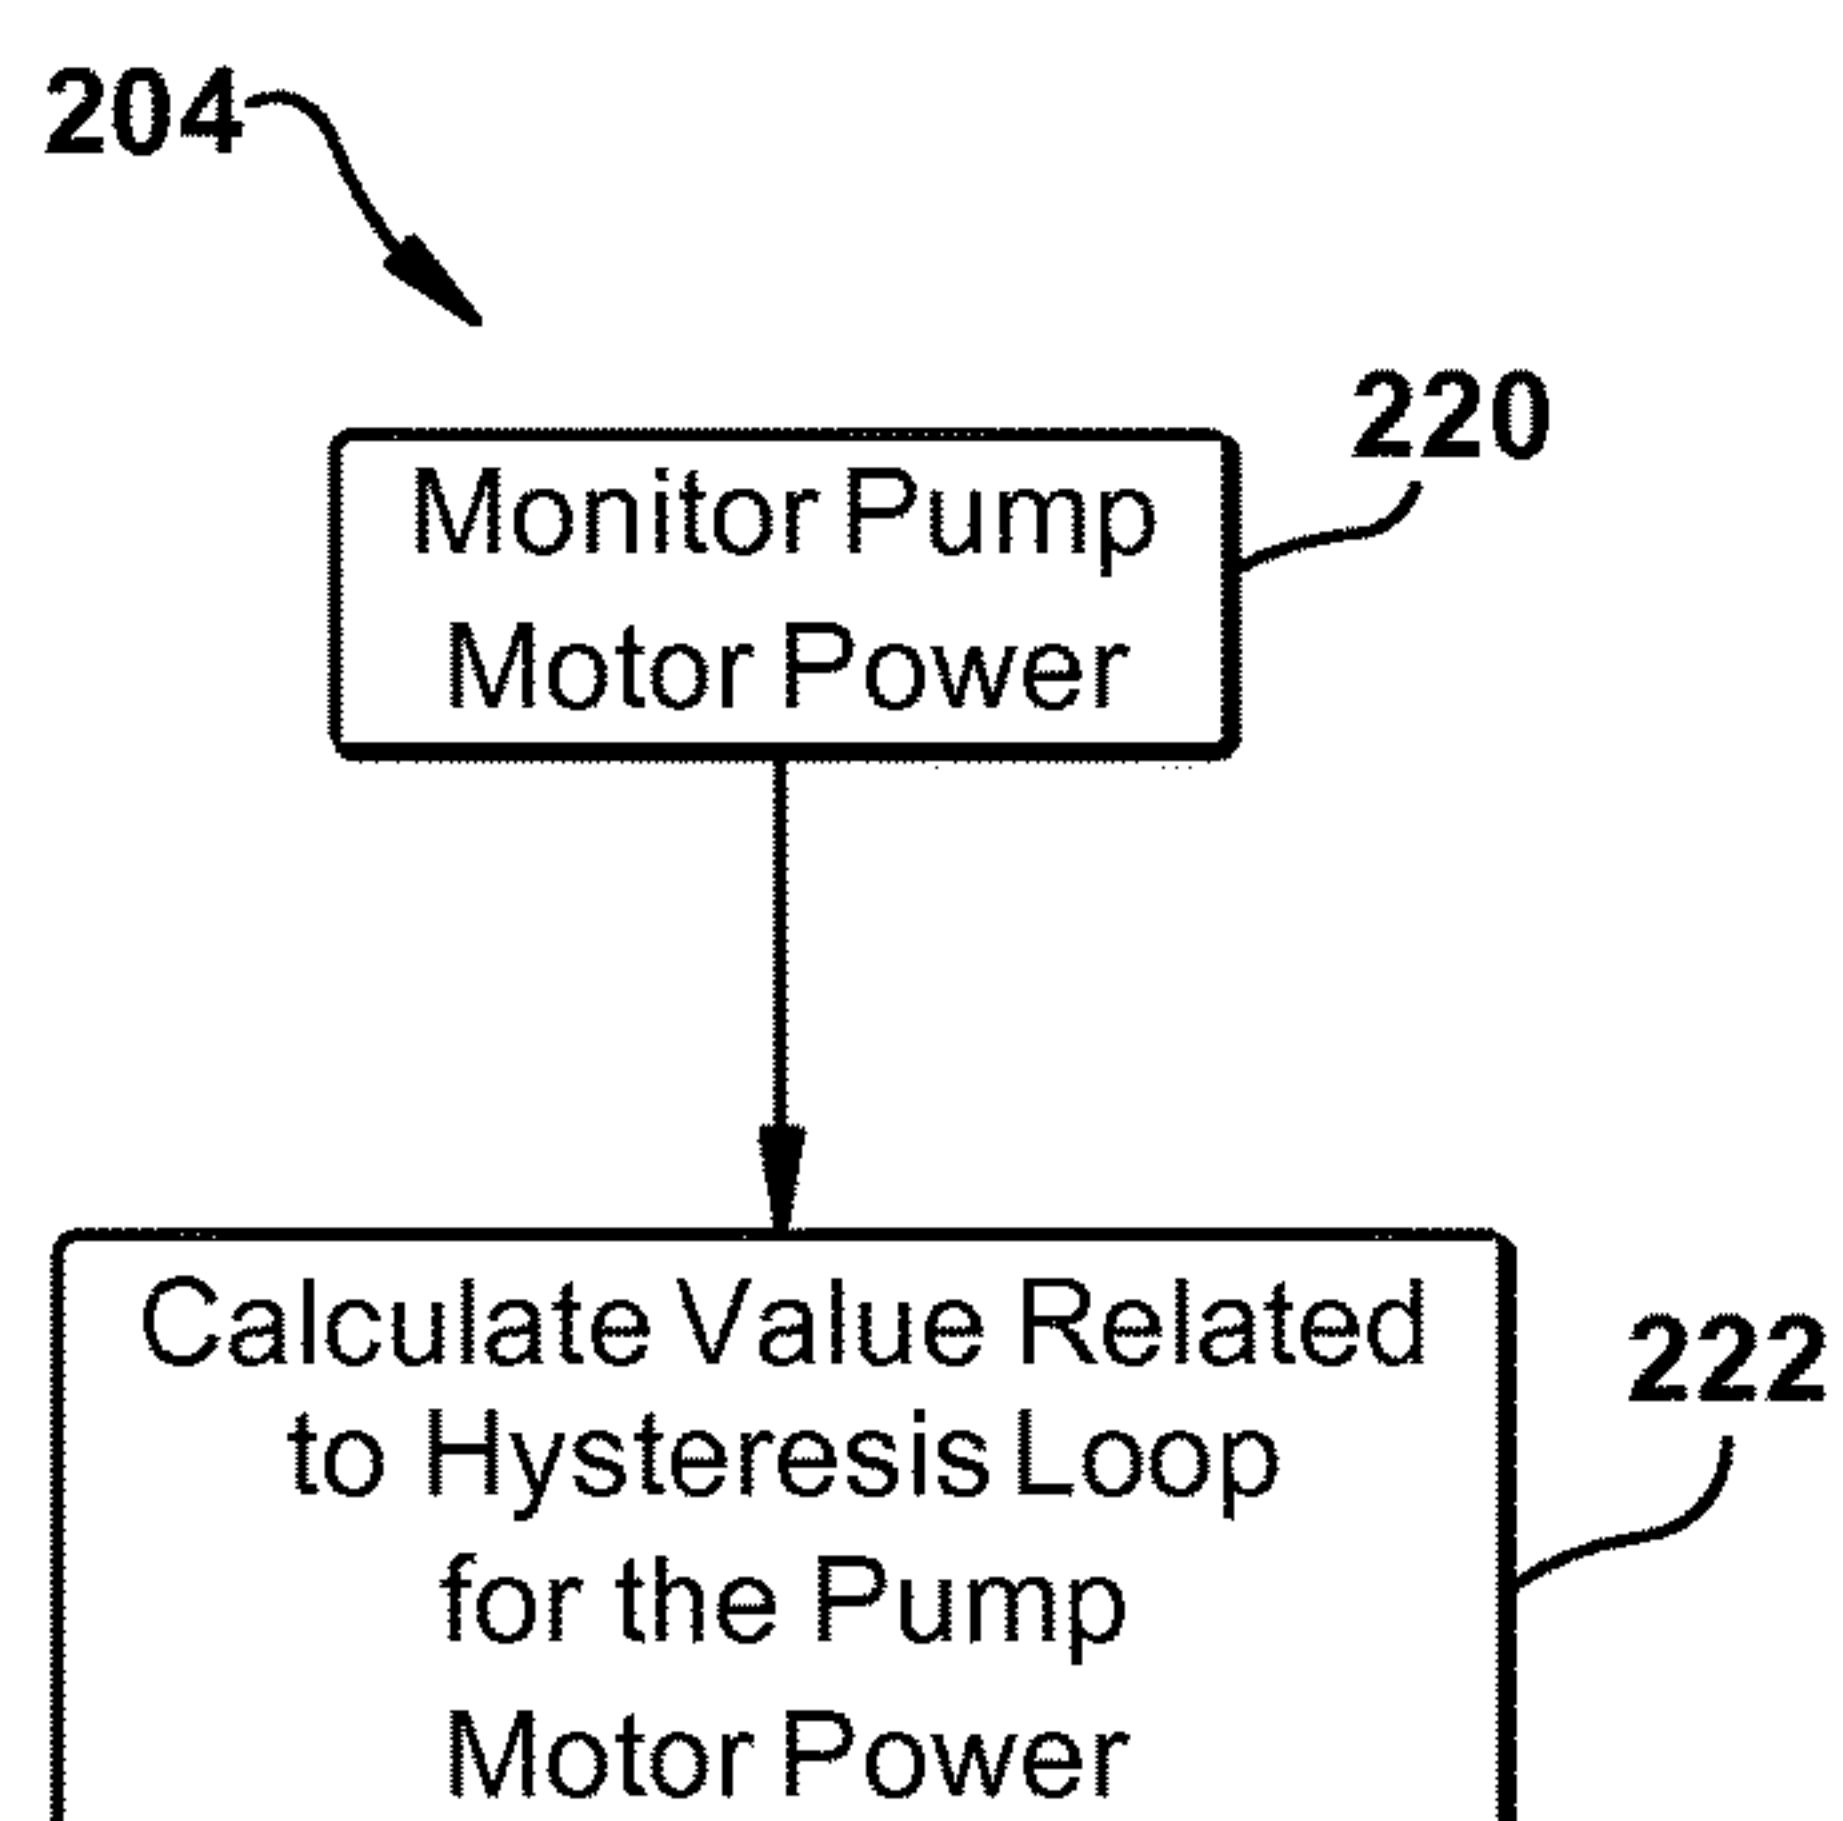 204
220
Monitor Pump
Motor Power
Calculate Value Related
222
to Hysteresis Loop
for the Pump
Motor Power